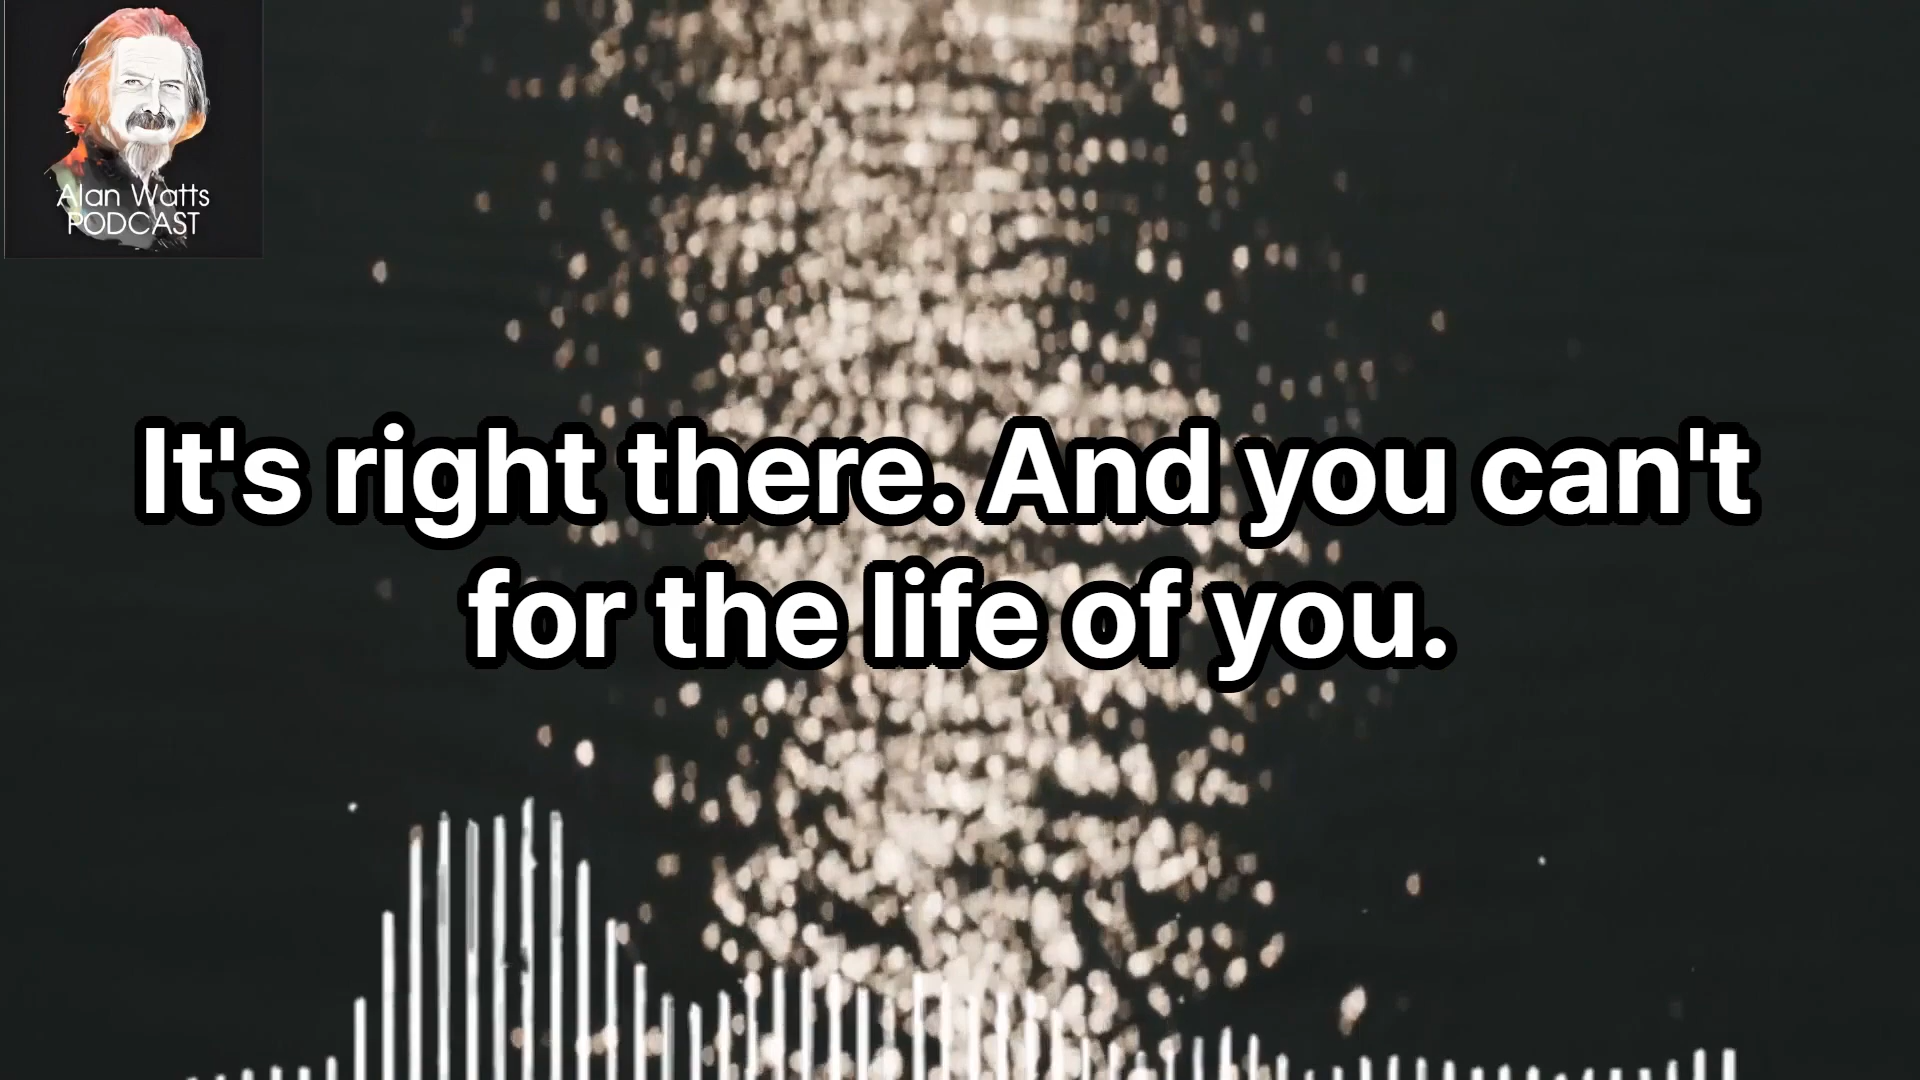 Alan Watts
PODCAST
It's right there. And you can't
for the life of you.